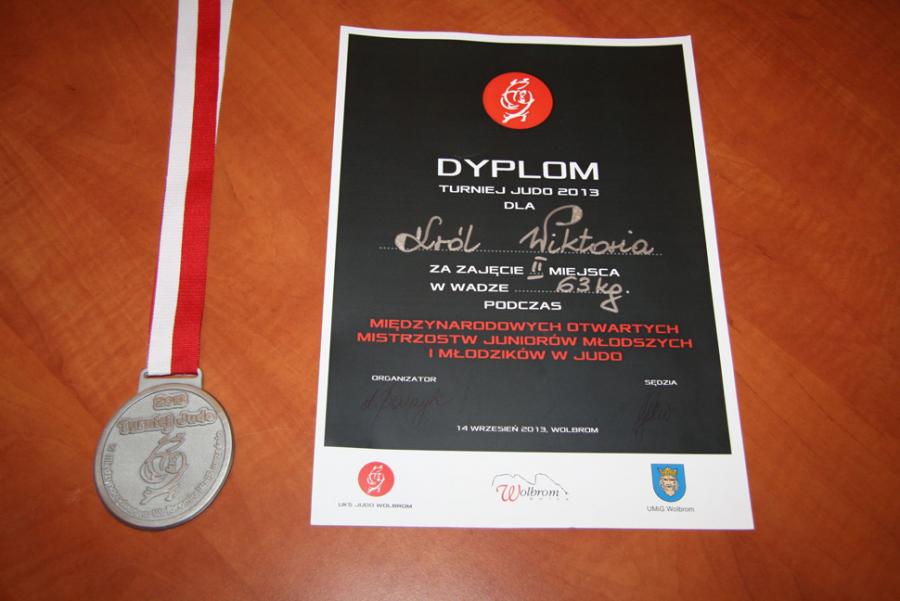 DYPLOM
TURNIEJ JUDO 2013
DLA
Król Wiktoria
ZA ZAJĘCIE II MIEJSCA
W WADZE 63 kg.
PODCZAS
MIĘDZYNARODOWYCH OTWARTYCH
MISTRZOSTW JUNIORÓW MŁODSZYCH
I MŁODZIKÓW W JUDO
ORGANIZATOR
SĘDZIA
14 WRZESIEŃ 2013, WOLBROM
UKS JUDO WOLBROM
Wolbrom
UMiG Wolbrom
2013
Turniej Judo